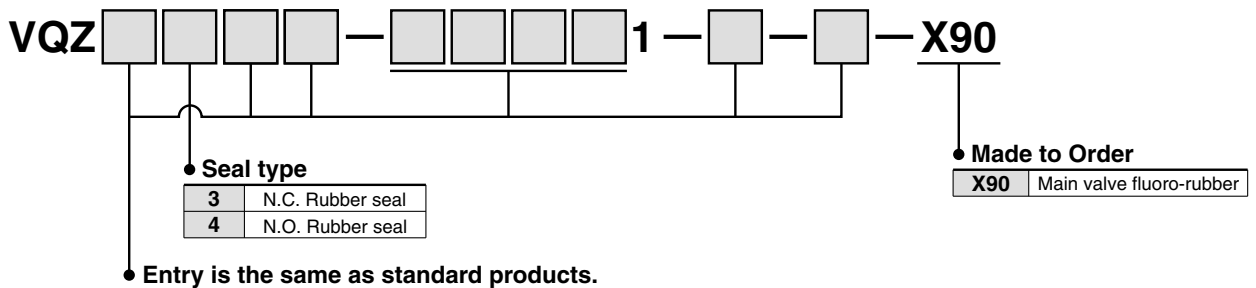 VQZ□□□□—□□□□1—□—□—X90
Seal type
3 N.C. Rubber seal
4 N.O. Rubber seal
Made to Order
X90 Main valve fluoro-rubber
Entry is the same as standard products.